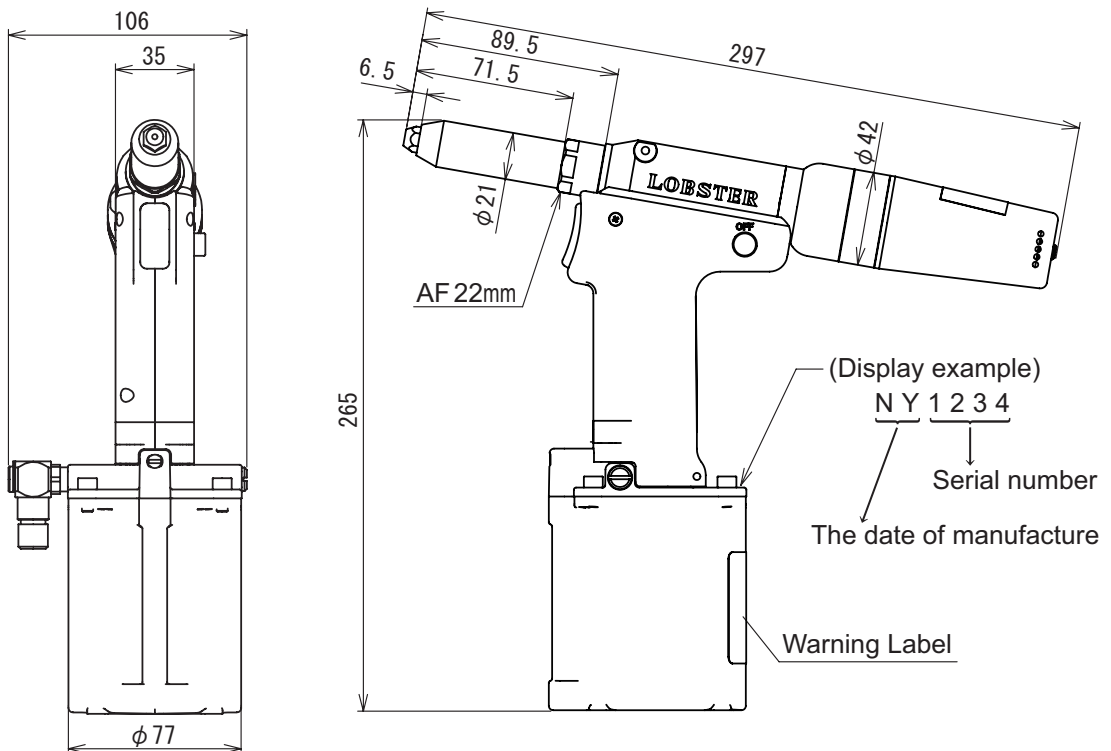 106
35
φ77
297
89.5
71.5
6.5
φ42
φ21
LOBSTER
OFF
AF 22mm
265
(Display example)
N Y 1 2 3 4
Serial number
The date of manufacture
Warning Label